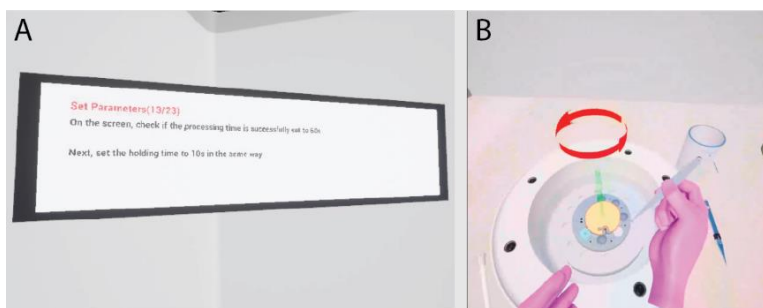 A
B
Set Parameters(13/23)
On the screen, check if the processing time is successfully set to 60s
Next, set the holding time to 10s in the same way